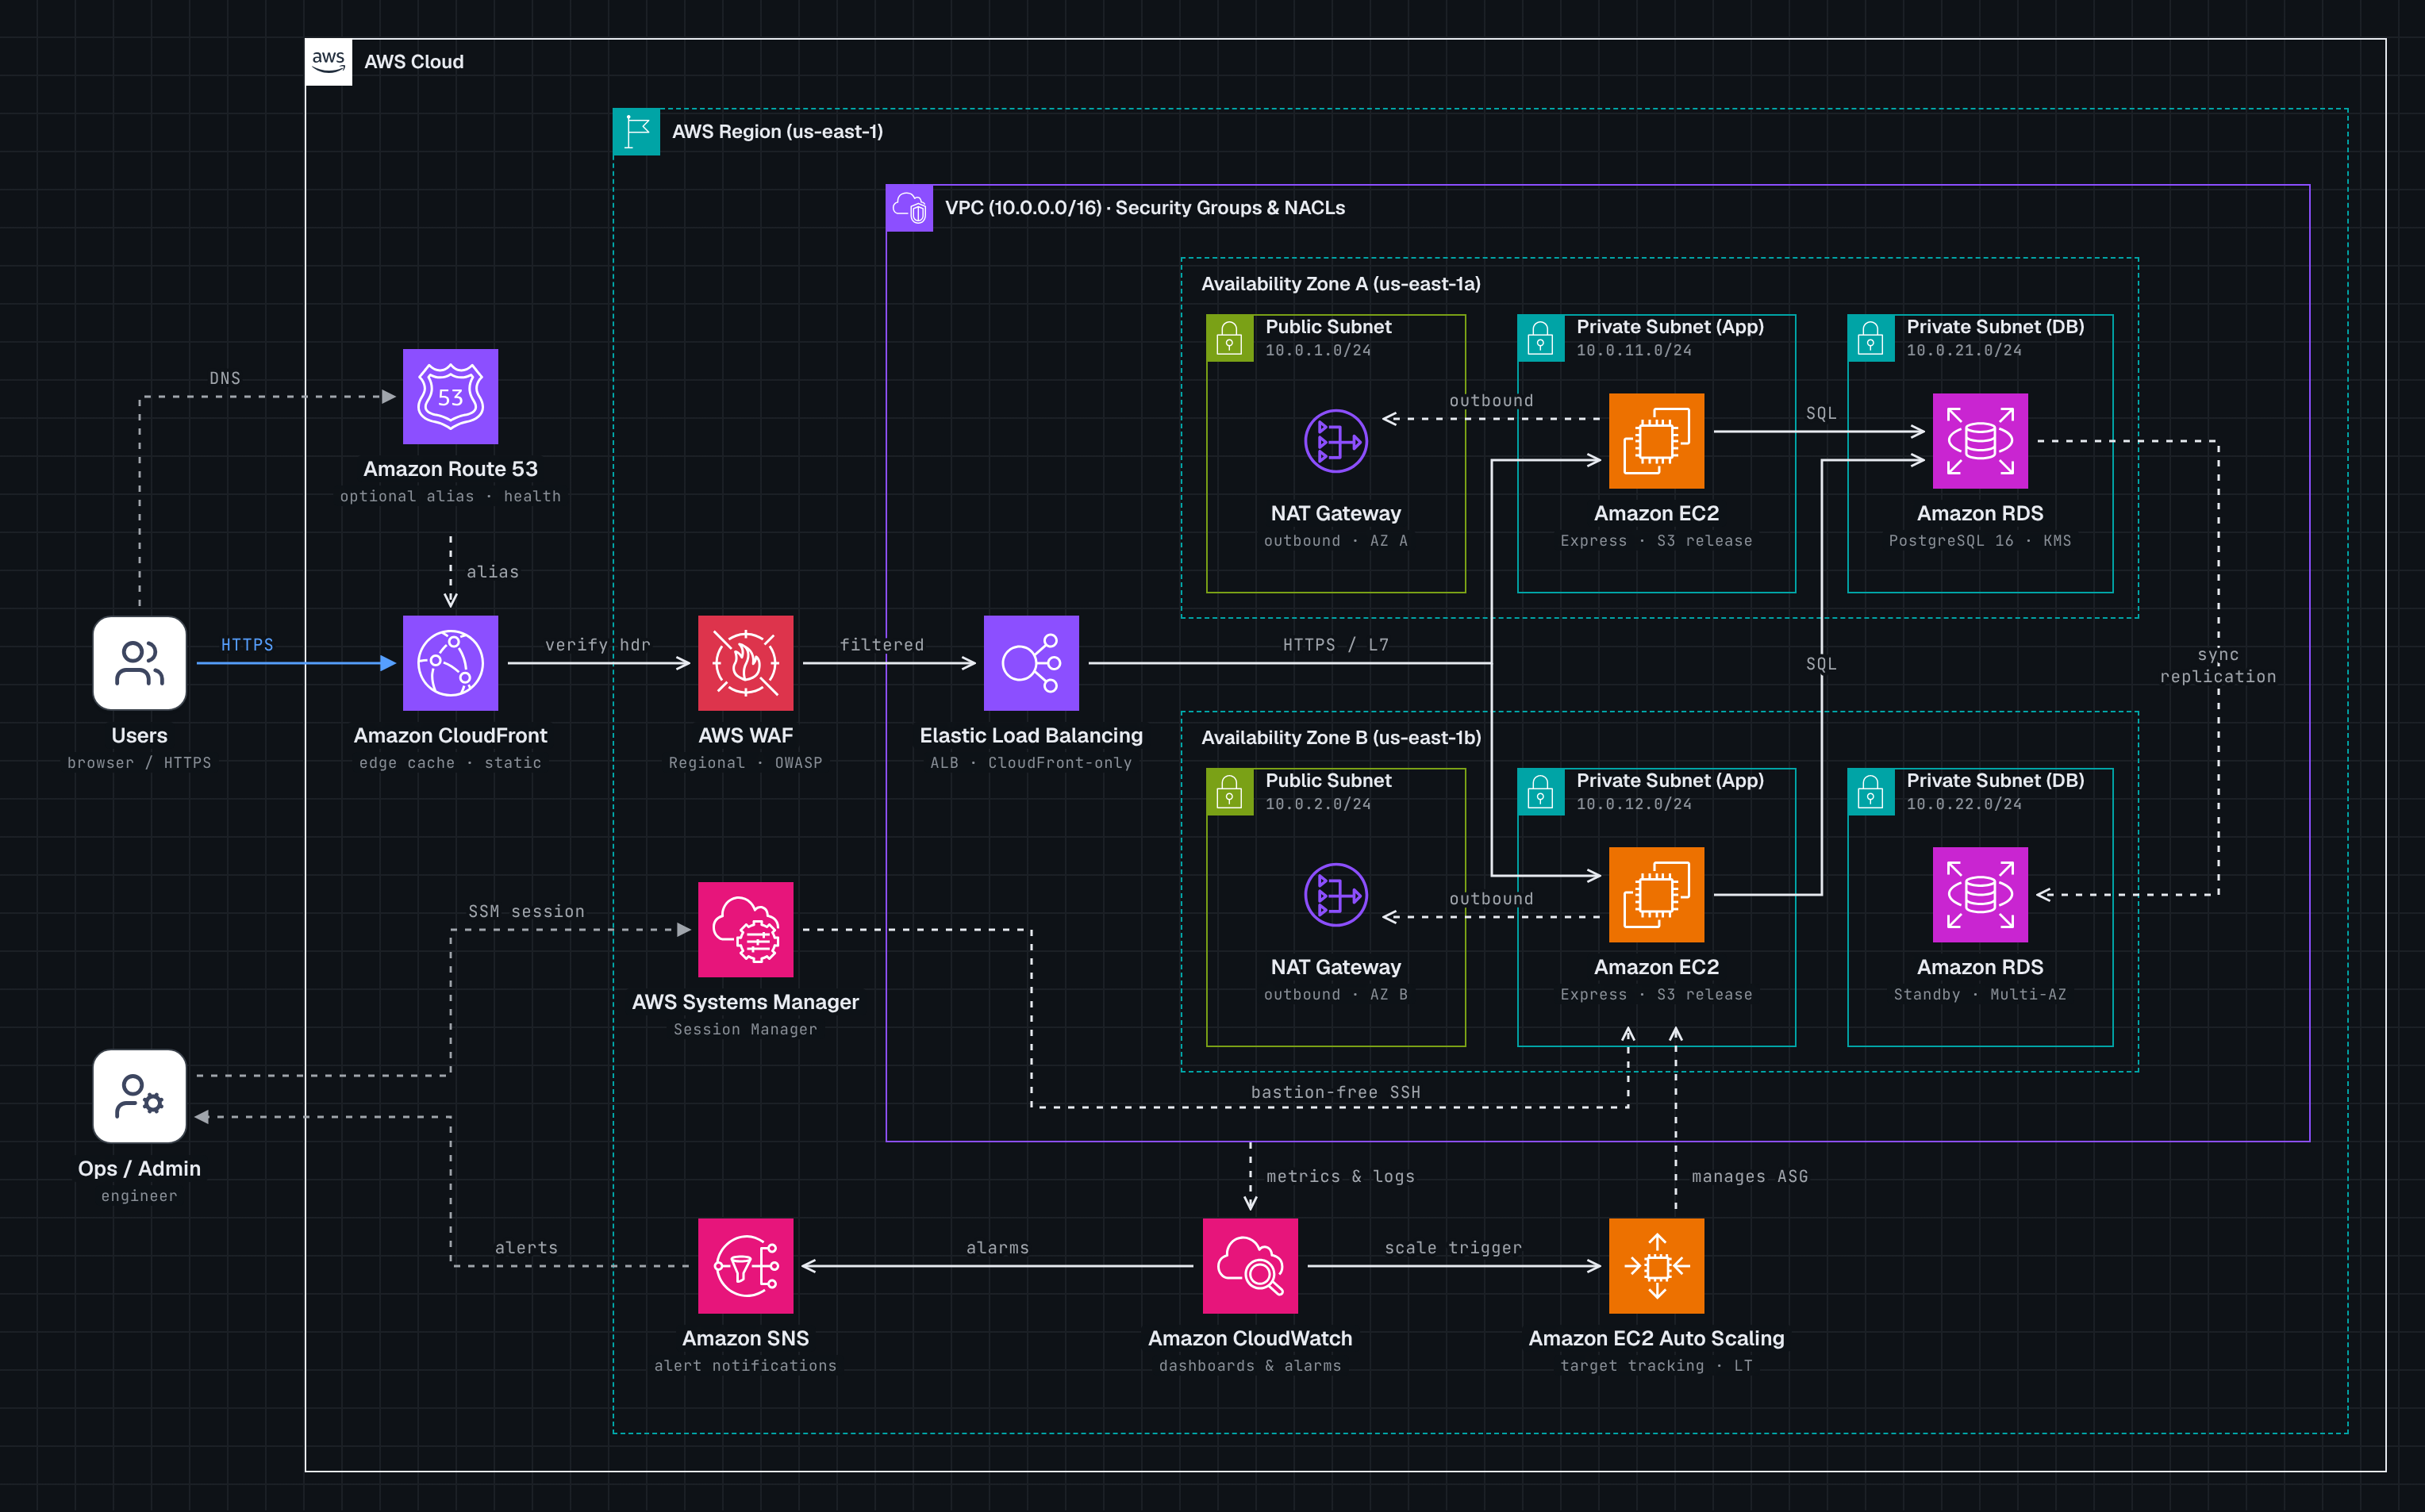 aws
AWS Cloud
AWS Region (us-east-1)
VPC (10.0.0.0/16) · Security Groups & NACLs
Availability Zone A (us-east-1a)
Public Subnet
10.0.1.0/24
Private Subnet (App)
10.0.11.0/24
Private Subnet (DB)
10.0.21.0/24
DNS
53
Amazon Route 53
optional alias · health
alias
outbound
SQL
NAT Gateway
outbound · AZ A
Amazon EC2
Express · S3 release
Amazon RDS
PostgreSQL 16 · KMS
HTTPS
verify hdr
filtered
HTTPS / L7
SQL
sync
replication
Users
browser / HTTPS
Amazon CloudFront
edge cache · static
AWS WAF
Regional · OWASP
Elastic Load Balancing
ALB · CloudFront-only
Availability Zone B (us-east-1b)
Public Subnet
10.0.2.0/24
Private Subnet (App)
10.0.12.0/24
Private Subnet (DB)
10.0.22.0/24
outbound
NAT Gateway
outbound · AZ B
Amazon EC2
Express · S3 release
Amazon RDS
Standby · Multi-AZ
SSM session
AWS Systems Manager
Session Manager
bastion-free SSH
Ops / Admin
engineer
metrics & logs
manages ASG
alerts
alarms
scale trigger
Amazon SNS
alert notifications
Amazon CloudWatch
dashboards & alarms
Amazon EC2 Auto Scaling
target tracking · LT